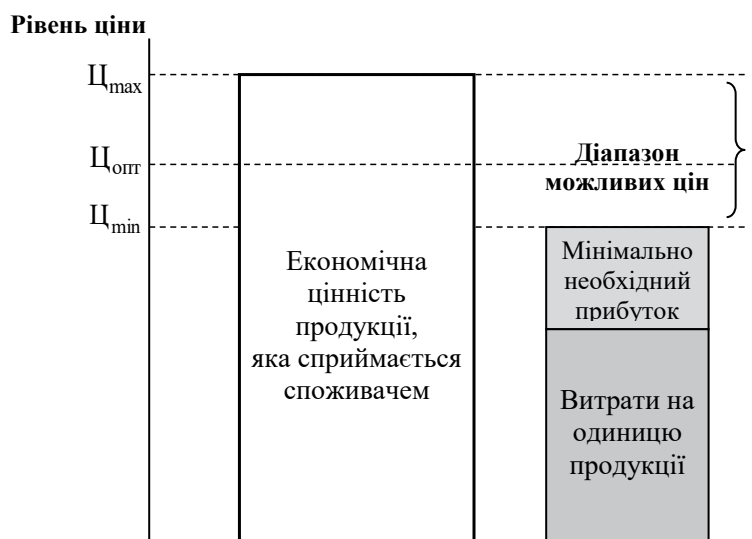 Рівень ціни
Цmax
Цопт
Цmin
Діапазон
можливих цін
Економічна
цінність
продукції,
яка сприймається
споживачем
Мінімально
необхідний
прибуток
Витрати на
одиницю
продукції